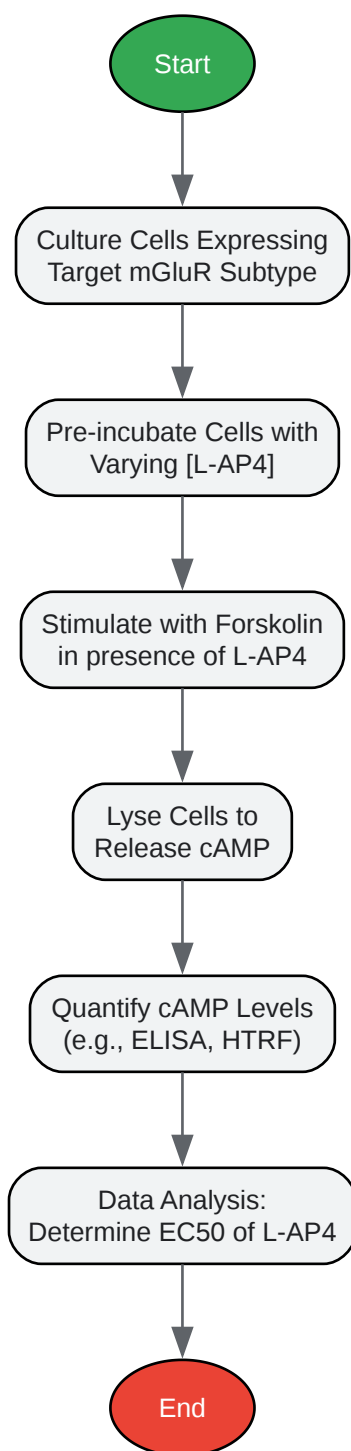 Start
Culture Cells Expressing
Target mGluR Subtype
Pre-incubate Cells with
Varying [L-AP4]
Stimulate with Forskolin
in presence of L-AP4
Lyse Cells to
Release cAMP
Quantify cAMP Levels
(e.g., ELISA, HTRF)
Data Analysis:
Determine EC50 of L-AP4
End